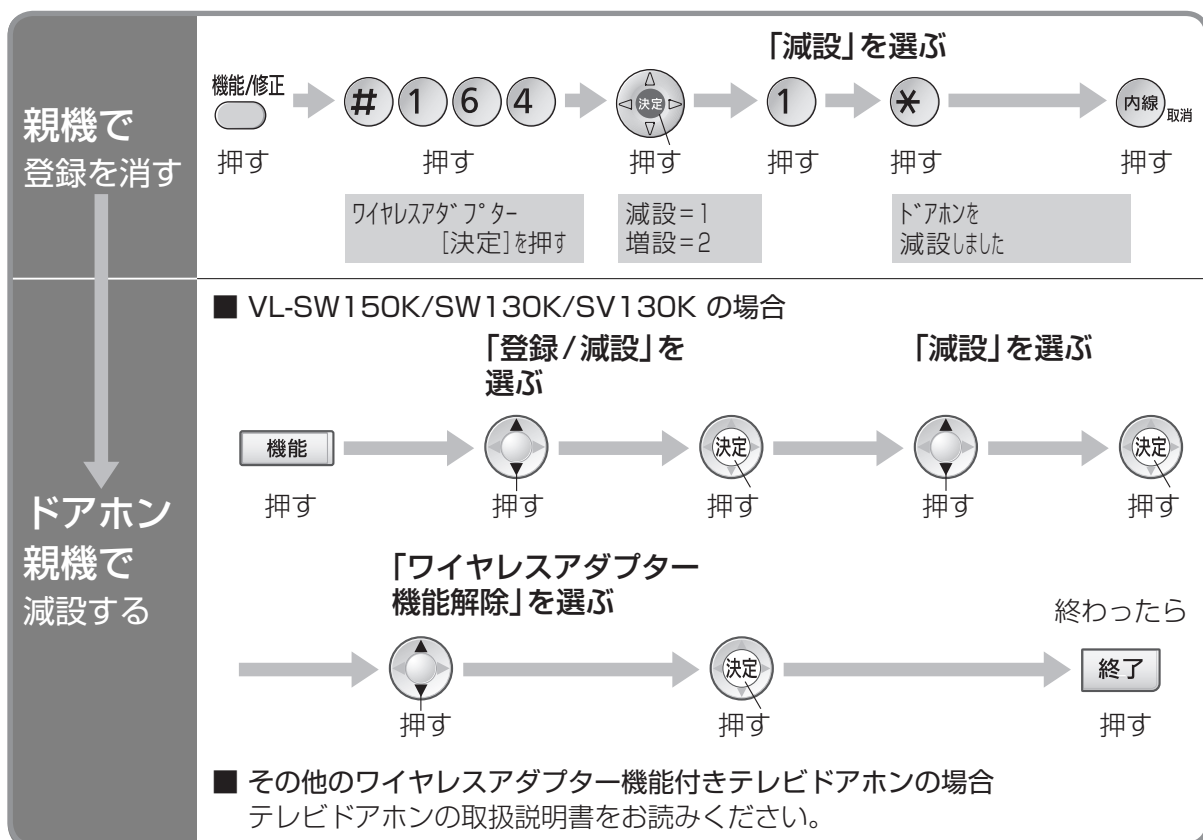 親機で
登録を消す
「減設」を選ぶ
機能/修正
# 1 6 4
決定
1
*
内線
取消
押す 押す 押す 押す 押す 押す
ワイヤレスアダプター
[決定]を押す
減設=1
増設=2
ドアホンを
減設しました
ドアホン
親機で
減設する
■ VL-SW150K/SW130K/SV130K の場合
「登録/減設」を
選ぶ
「減設」を選ぶ
機能
決定
決定
押す 押す 押す 押す 押す
「ワイヤレスアダプター
機能解除」を選ぶ
終わったら
決定
終了
押す 押す 押す
■ その他のワイヤレスアダプター機能付きテレビドアホンの場合
テレビドアホンの取扱説明書をお読みください。